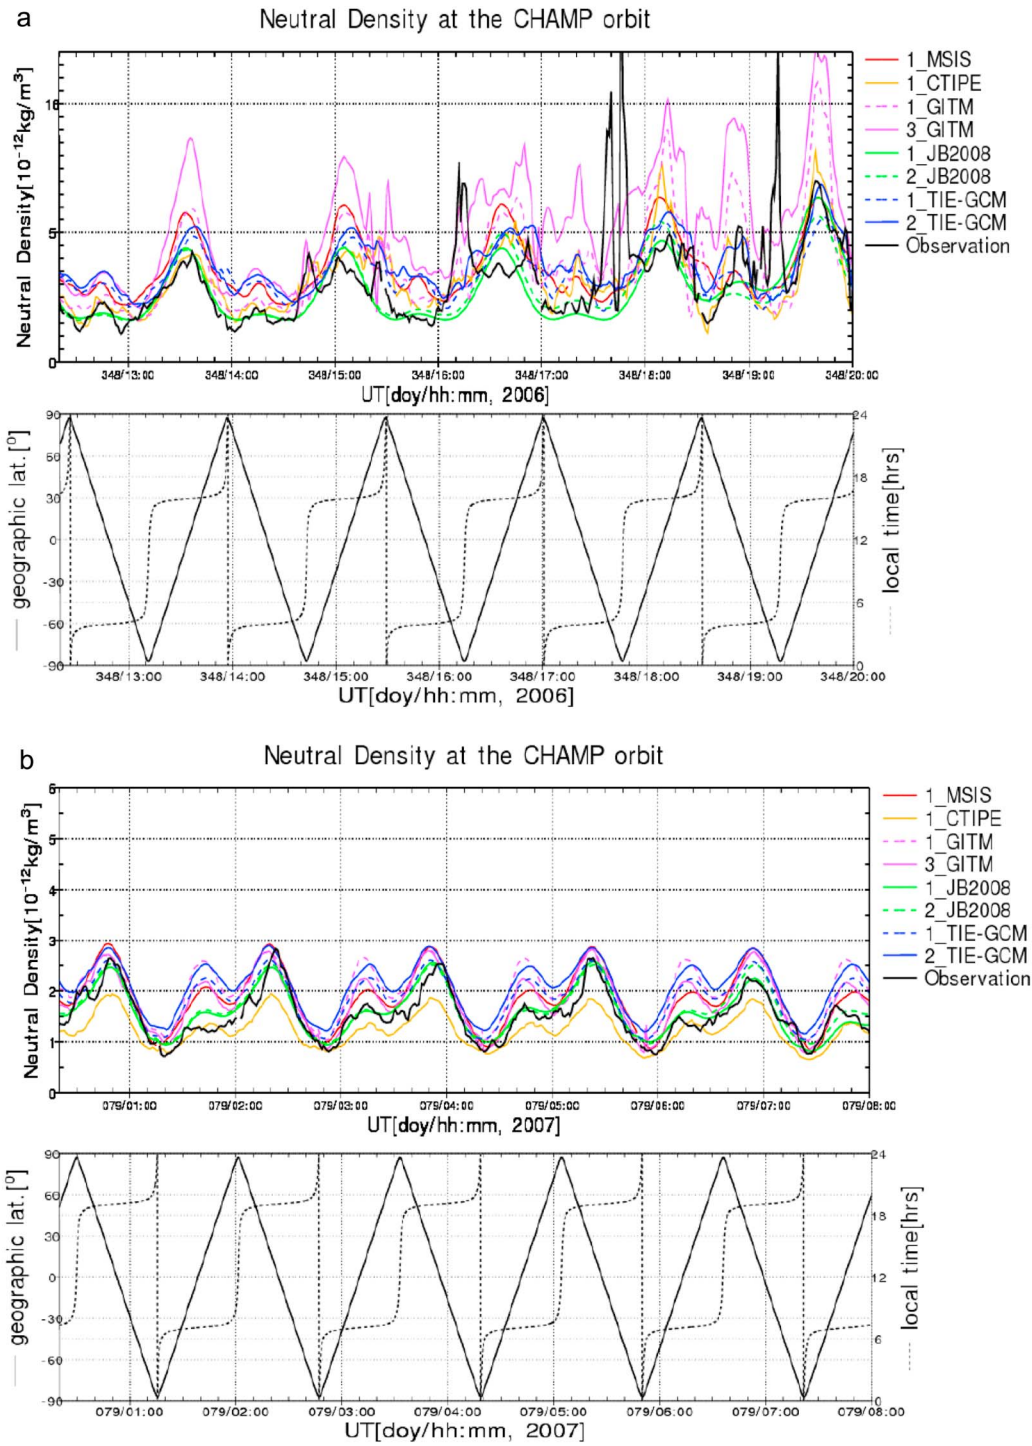 a
Neutral Density at the CHAMP orbit
Neutral Density[10⁻¹²kg/m³]
10
5
0
348/13:00 348/14:00 348/15:00 348/16:00 348/17:00 348/18:00 348/19:00 348/20:00
UT[doy/hh:mm, 2006]
1_MSIS
1_CTIPE
1_GITM
3_GITM
1_JB2008
2_JB2008
1_TIE-GCM
2_TIE-GCM
Observation
geographic lat.[⁰]
90
60
30
0
-30
-60
-90
24
18
12
6
0
local time[hrs]
348/13:00 348/14:00 348/15:00 348/16:00 348/17:00 348/18:00 348/19:00 348/20:00
UT[doy/hh:mm, 2006]
b
Neutral Density at the CHAMP orbit
Neutral Density[10⁻¹²kg/m³]
6
5
4
3
2
1
0
079/01:00 079/02:00 079/03:00 079/04:00 079/05:00 079/06:00 079/07:00 079/08:00
UT[doy/hh:mm, 2007]
1_MSIS
1_CTIPE
1_GITM
3_GITM
1_JB2008
2_JB2008
1_TIE-GCM
2_TIE-GCM
Observation
geographic lat.[⁰]
90
60
30
0
-30
-60
-90
24
18
12
6
0
local time[hrs]
079/01:00 079/02:00 079/03:00 079/04:00 079/05:00 079/06:00 079/07:00 079/08:00
UT[doy/hh:mm, 2007]